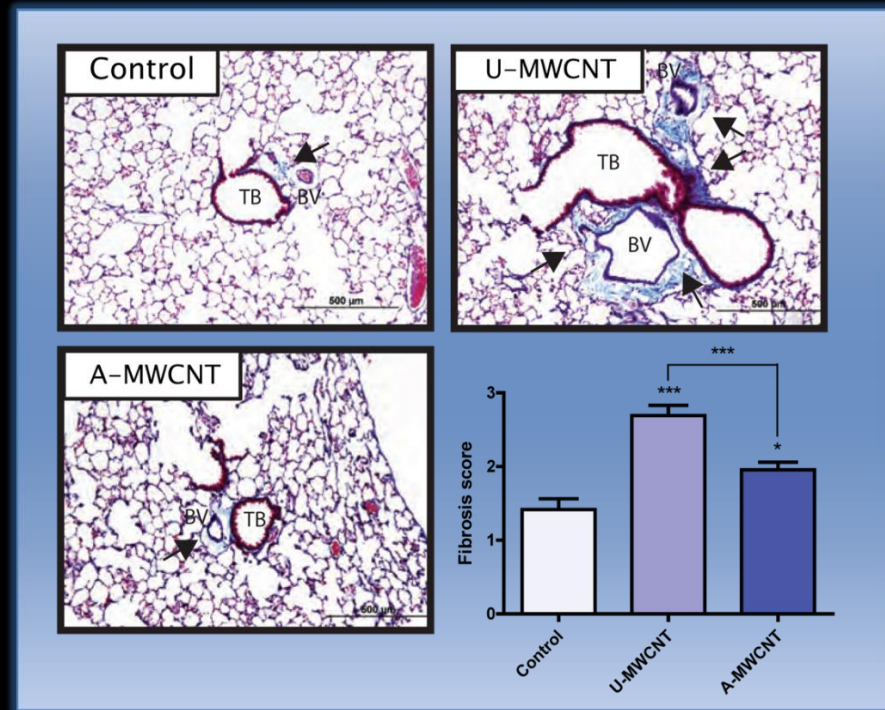 Control
TB
BV
500 µm
U-MWCNT
BV
TB
BV
500 µm
A-MWCNT
BV
TB
500 µm
***
***
*
3
2
1
0
Fibrosis score
Control
U-MWCNT
A-MWCNT